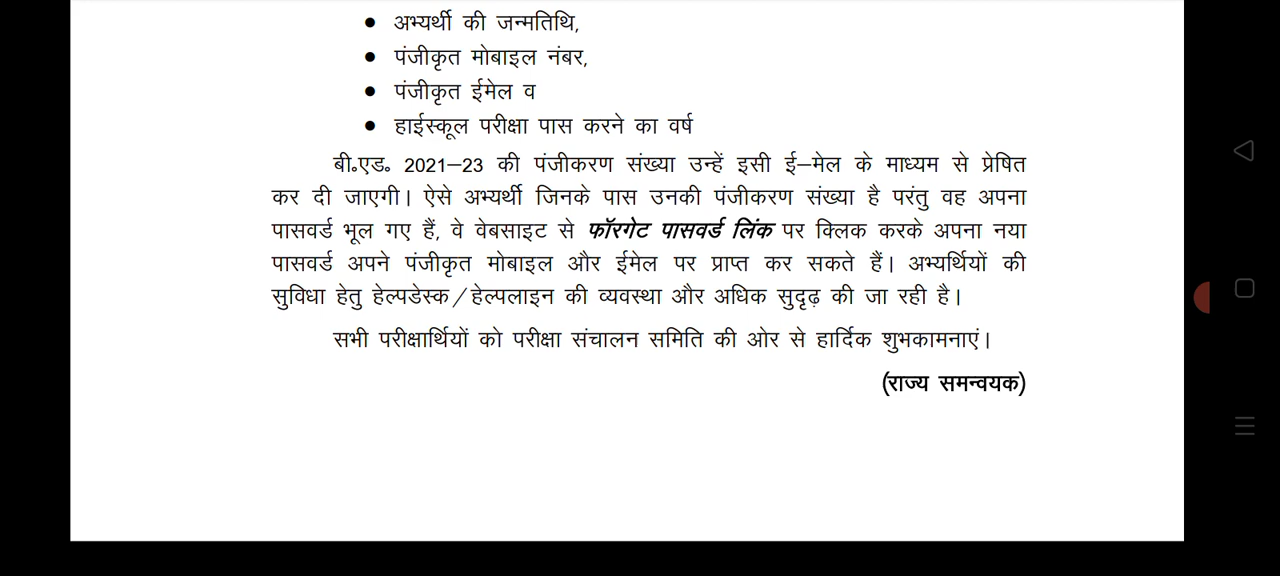 • अभ्यर्थी की जन्मतिथि,
• पंजीकृत मोबाइल नंबर,
• पंजीकृत ईमेल व
• हाईस्कूल परीक्षा पास करने का वर्ष
बी॰एड॰ 2021–23 की पंजीकरण संख्या उन्हें इसी ई–मेल के माध्यम से प्रेषित
कर दी जाएगी। ऐसे अभ्यर्थी जिनके पास उनकी पंजीकरण संख्या है परंतु वह अपना
पासवर्ड भूल गए हैं, वे वेबसाइट से फॉरगेट पासवर्ड लिंक पर क्लिक करके अपना नया
पासवर्ड अपने पंजीकृत मोबाइल और ईमेल पर प्राप्त कर सकते हैं। अभ्यर्थियों की
सुविधा हेतु हेल्पडेस्क/हेल्पलाइन की व्यवस्था और अधिक सुदृढ़ की जा रही है।
सभी परीक्षार्थियों को परीक्षा संचालन समिति की ओर से हार्दिक शुभकामनाएं।
(राज्य समन्वयक)